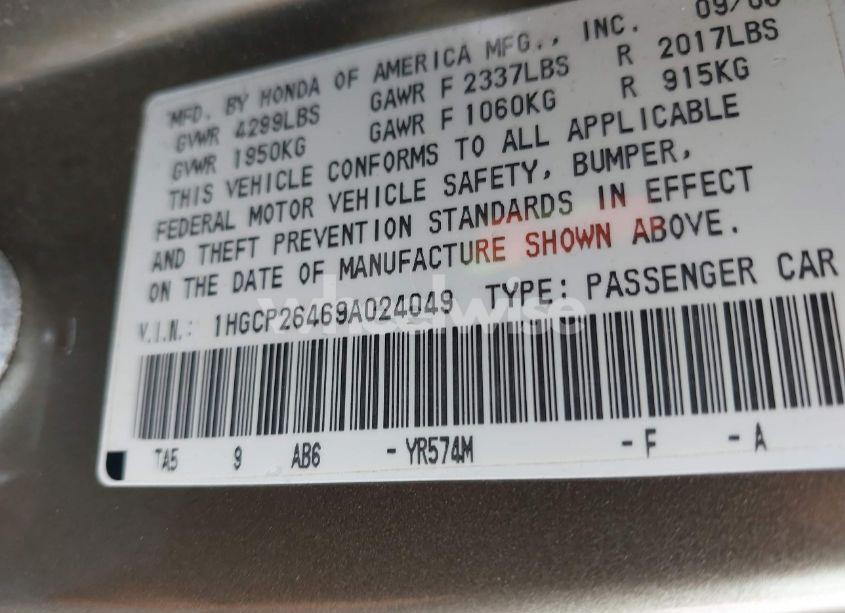 MFD. BY HONDA OF AMERICA MFG., INC. 09/08
GVWR 4299LBS GAWR F 2337LBS R 2017LBS
GVWR 1950KG GAWR F 1060KG R 915KG
THIS VEHICLE CONFORMS TO ALL APPLICABLE
FEDERAL MOTOR VEHICLE SAFETY, BUMPER,
AND THEFT PREVENTION STANDARDS IN EFFECT
ON THE DATE OF MANUFACTURE SHOWN ABOVE.
V.I.N.: 1HGCP26469A024049 TYPE: PASSENGER CAR
wheelwise
TA5 9 AB6 -YR574M -F -A